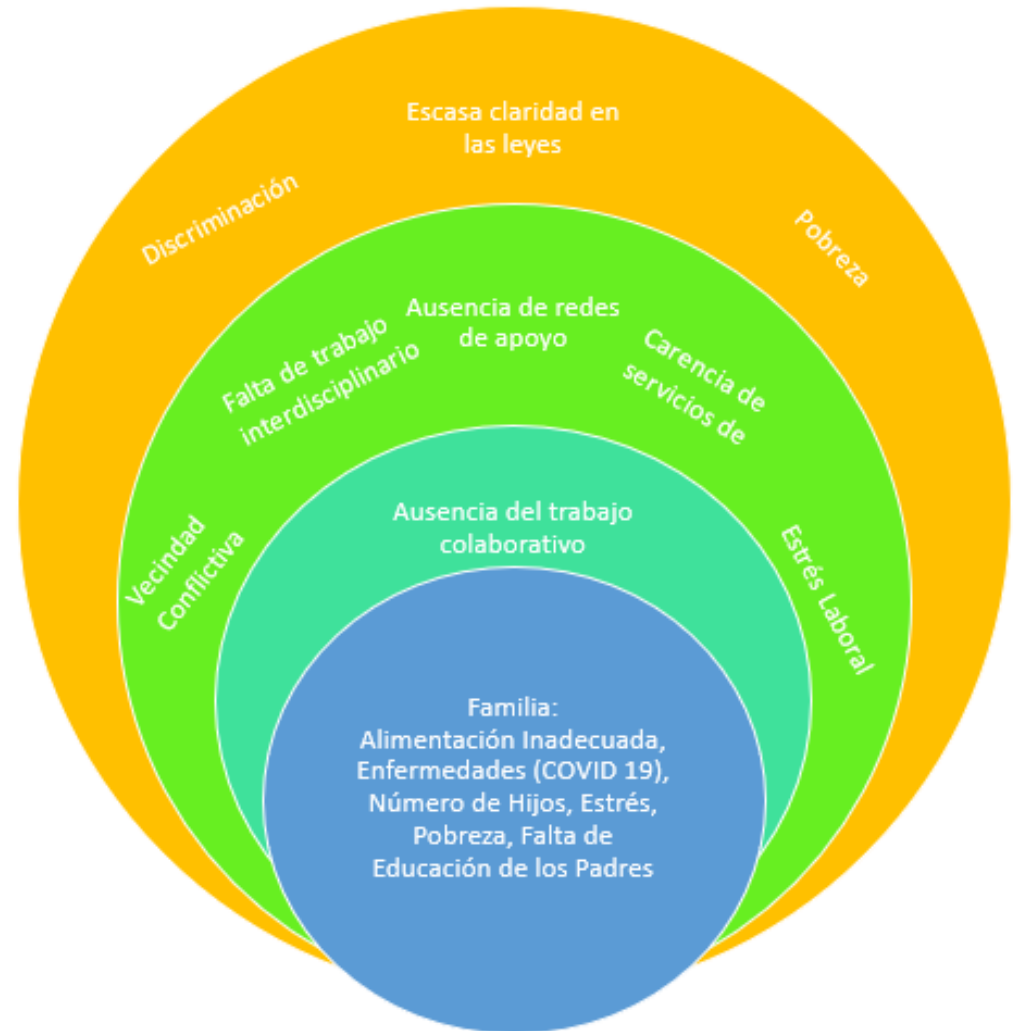 Escasa claridad en
las leyes
Discriminación
Pobreza
Ausencia de redes
de apoyo
Falta de trabajo
interdisciplinario
Carencia de
servicios de
Vecindad
Conflictiva
Estrés Laboral
Ausencia del trabajo
colaborativo
Familia:
Alimentación Inadecuada,
Enfermedades (COVID 19),
Número de Hijos, Estrés,
Pobreza, Falta de
Educación de los Padres